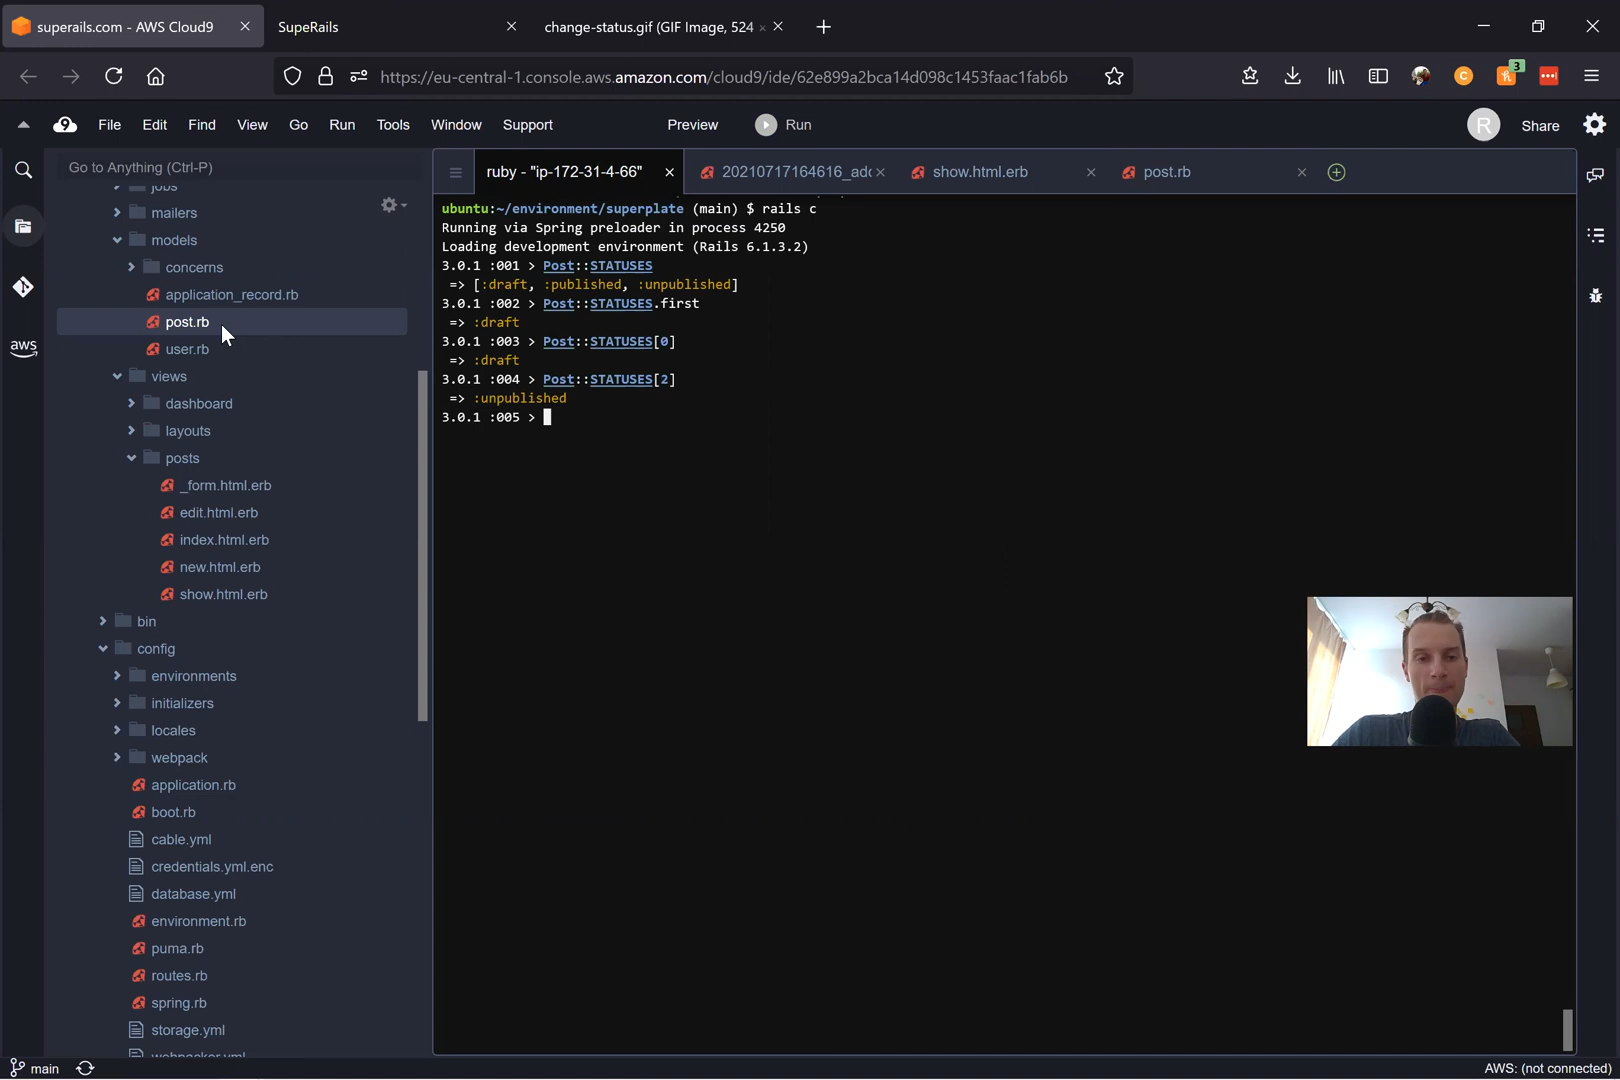 superails.com - AWS Cloud9
SupeRails
change-status.gif (GIF Image, 524
https://eu-central-1.console.aws.amazon.com/cloud9/ide/62e899a2bca14d098c1453faac1fab6b
C
3
9
File Edit Find View Go Run Tools Window Support
Preview
Run
R
Share
Go to Anything (Ctrl-P)
ruby - "ip-172-31-4-66"
20210717164616_add
show.html.erb
post.rb
jobs
mailers
models
concerns
application_record.rb
post.rb
user.rb
views
dashboard
layouts
posts
_form.html.erb
edit.html.erb
index.html.erb
new.html.erb
show.html.erb
bin
config
environments
initializers
locales
webpack
application.rb
boot.rb
cable.yml
credentials.yml.enc
database.yml
environment.rb
puma.rb
routes.rb
spring.rb
storage.yml
webpacker.yml
aws
ubuntu:~/environment/superplate (main) $ rails c
Running via Spring preloader in process 4250
Loading development environment (Rails 6.1.3.2)
3.0.1 :001 > Post::STATUSES
=> [:draft, :published, :unpublished]
3.0.1 :002 > Post::STATUSES.first
=> :draft
3.0.1 :003 > Post::STATUSES[0]
=> :draft
3.0.1 :004 > Post::STATUSES[2]
=> :unpublished
3.0.1 :005 >
main
AWS: (not connected)